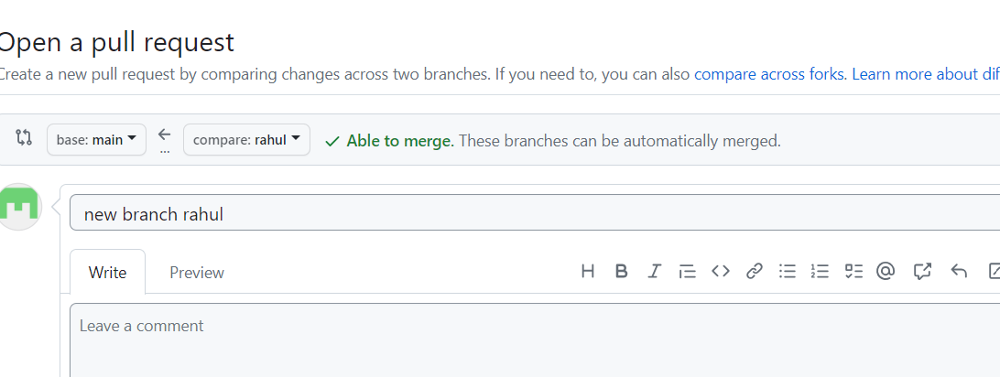 Open a pull request
Create a new pull request by comparing changes across two branches. If you need to, you can also compare across forks. Learn more about
base: main
compare: rahul
Able to merge. These branches can be automatically merged.
new branch rahul
Write Preview
Leave a comment